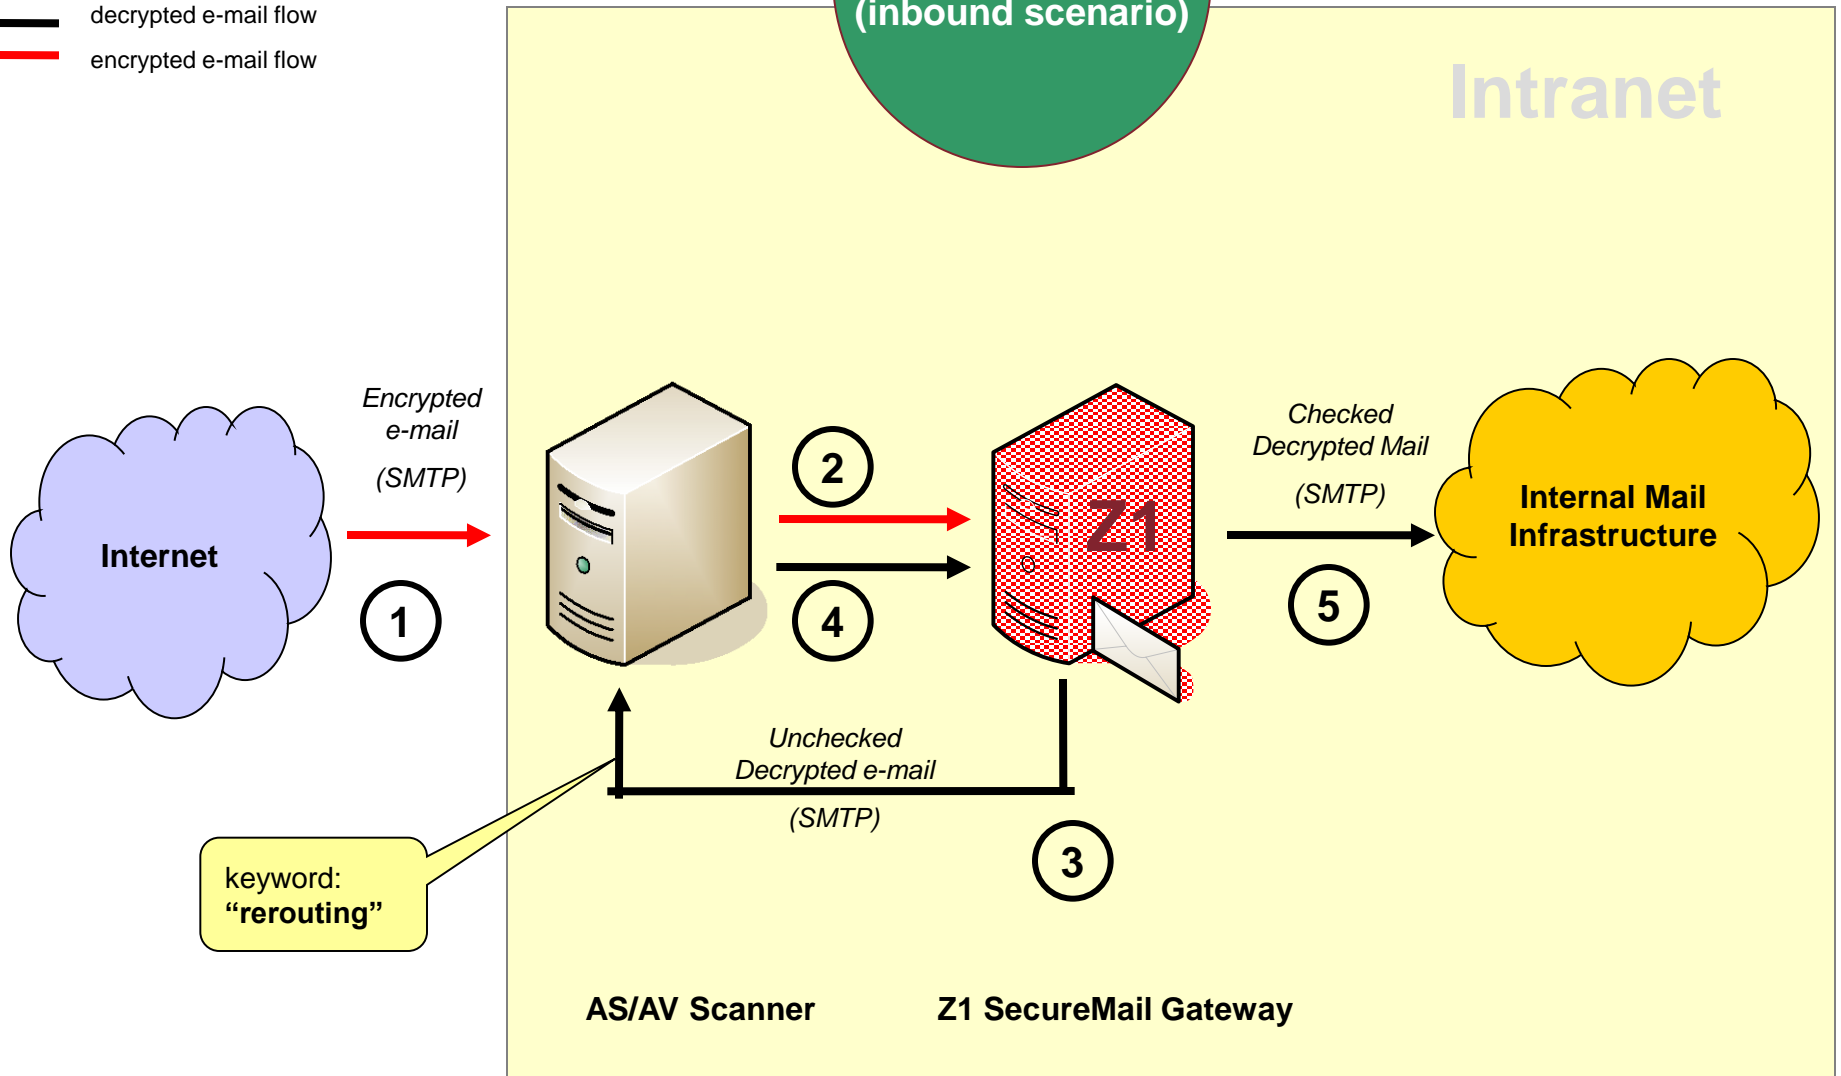 decrypted e-mail flow
encrypted e-mail flow
(inbound scenario)
Intranet
Encrypted
e-mail
(SMTP)
Internet
1
2
4
Z1
Checked
Decrypted Mail
(SMTP)
5
Internal Mail
Infrastructure
Unchecked
Decrypted e-mail
(SMTP)
3
keyword:
“rerouting”
AS/AV Scanner
Z1 SecureMail Gateway